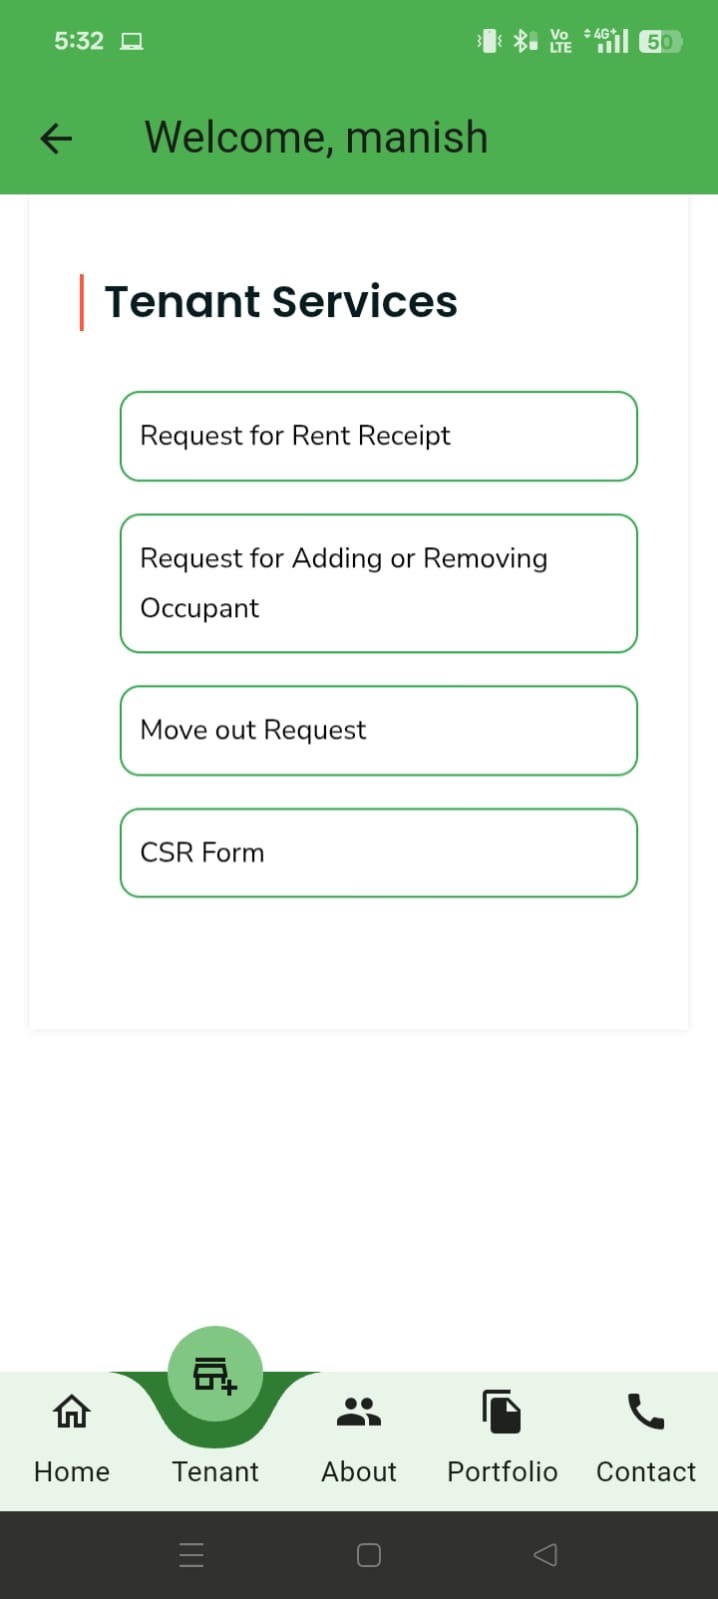 5:32
Vo
LTE
4G+
50
Welcome, manish
Tenant Services
Request for Rent Receipt
Request for Adding or Removing
Occupant
Move out Request
CSR Form
Home
Tenant
About
Portfolio
Contact